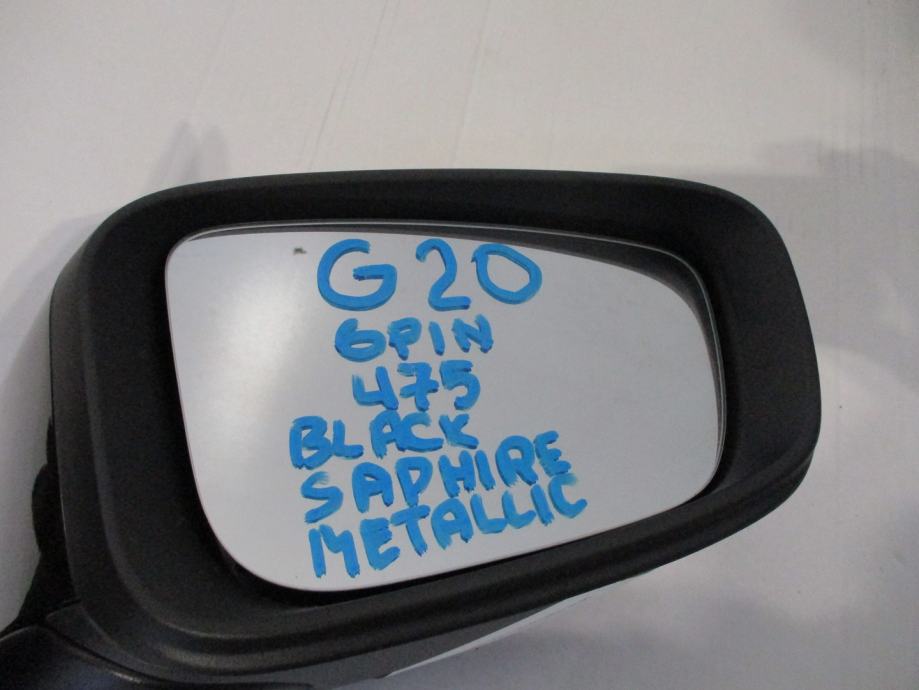 G20
6PIN
475
BLACK
SAPHIRE
METALLIC